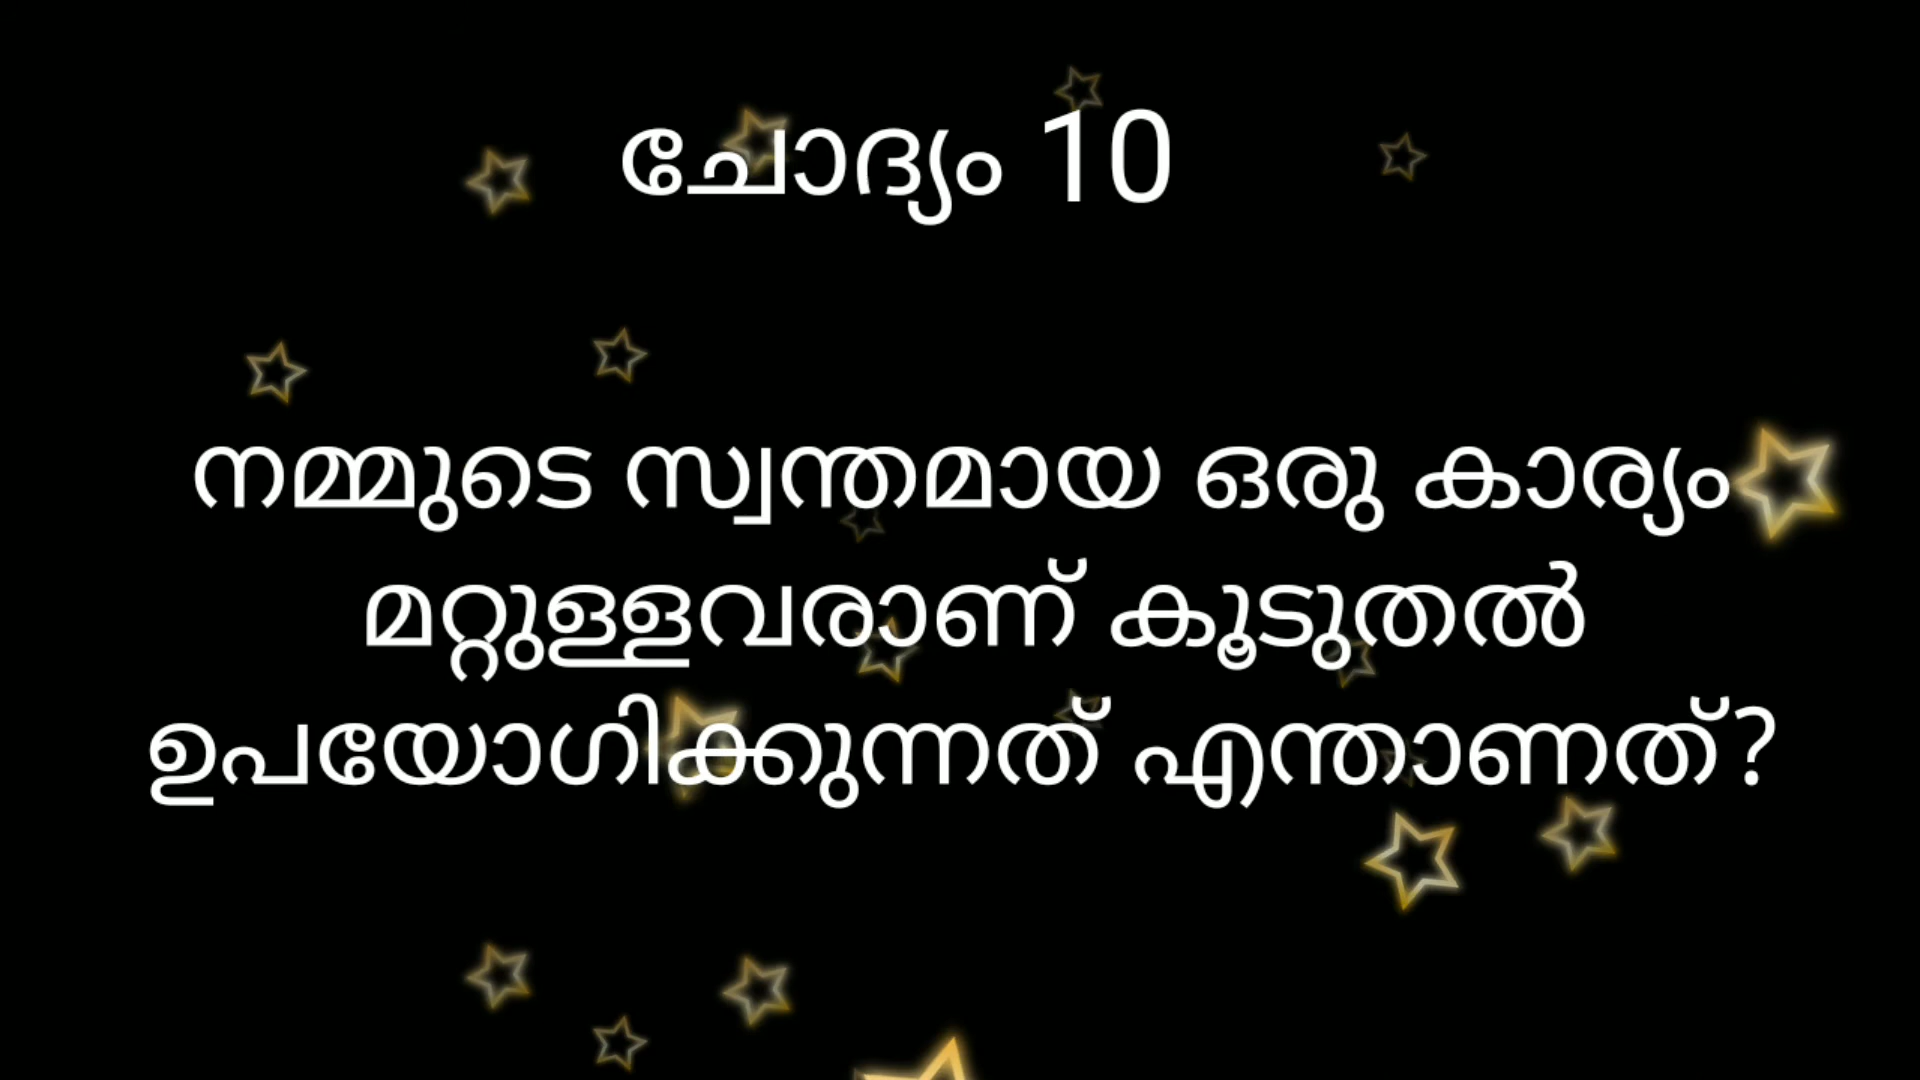 ചോദ്യം 10
നമ്മുടെ സ്വന്തമായ ഒരു കാര്യം
മറ്റുള്ളവരാണ് കൂടുതൽ
ഉപയോഗിക്കുന്നത് എന്താണത്?